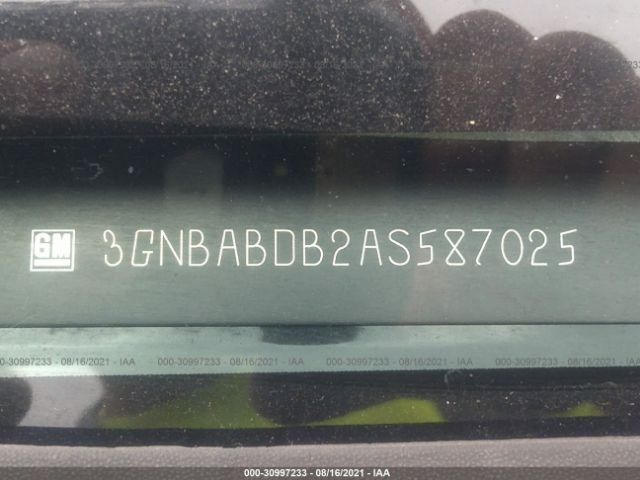 000-30997233 - 08/16/2021 - IAA
GM 3GNBABDB2AS587025
000-30997233 - 08/16/2021 - IAA 000-30997233 - 08/16/2021 - IAA 000-30997233 - 08/16/2021 - IAA
000-30997233 - 08/16/2021 - IAA